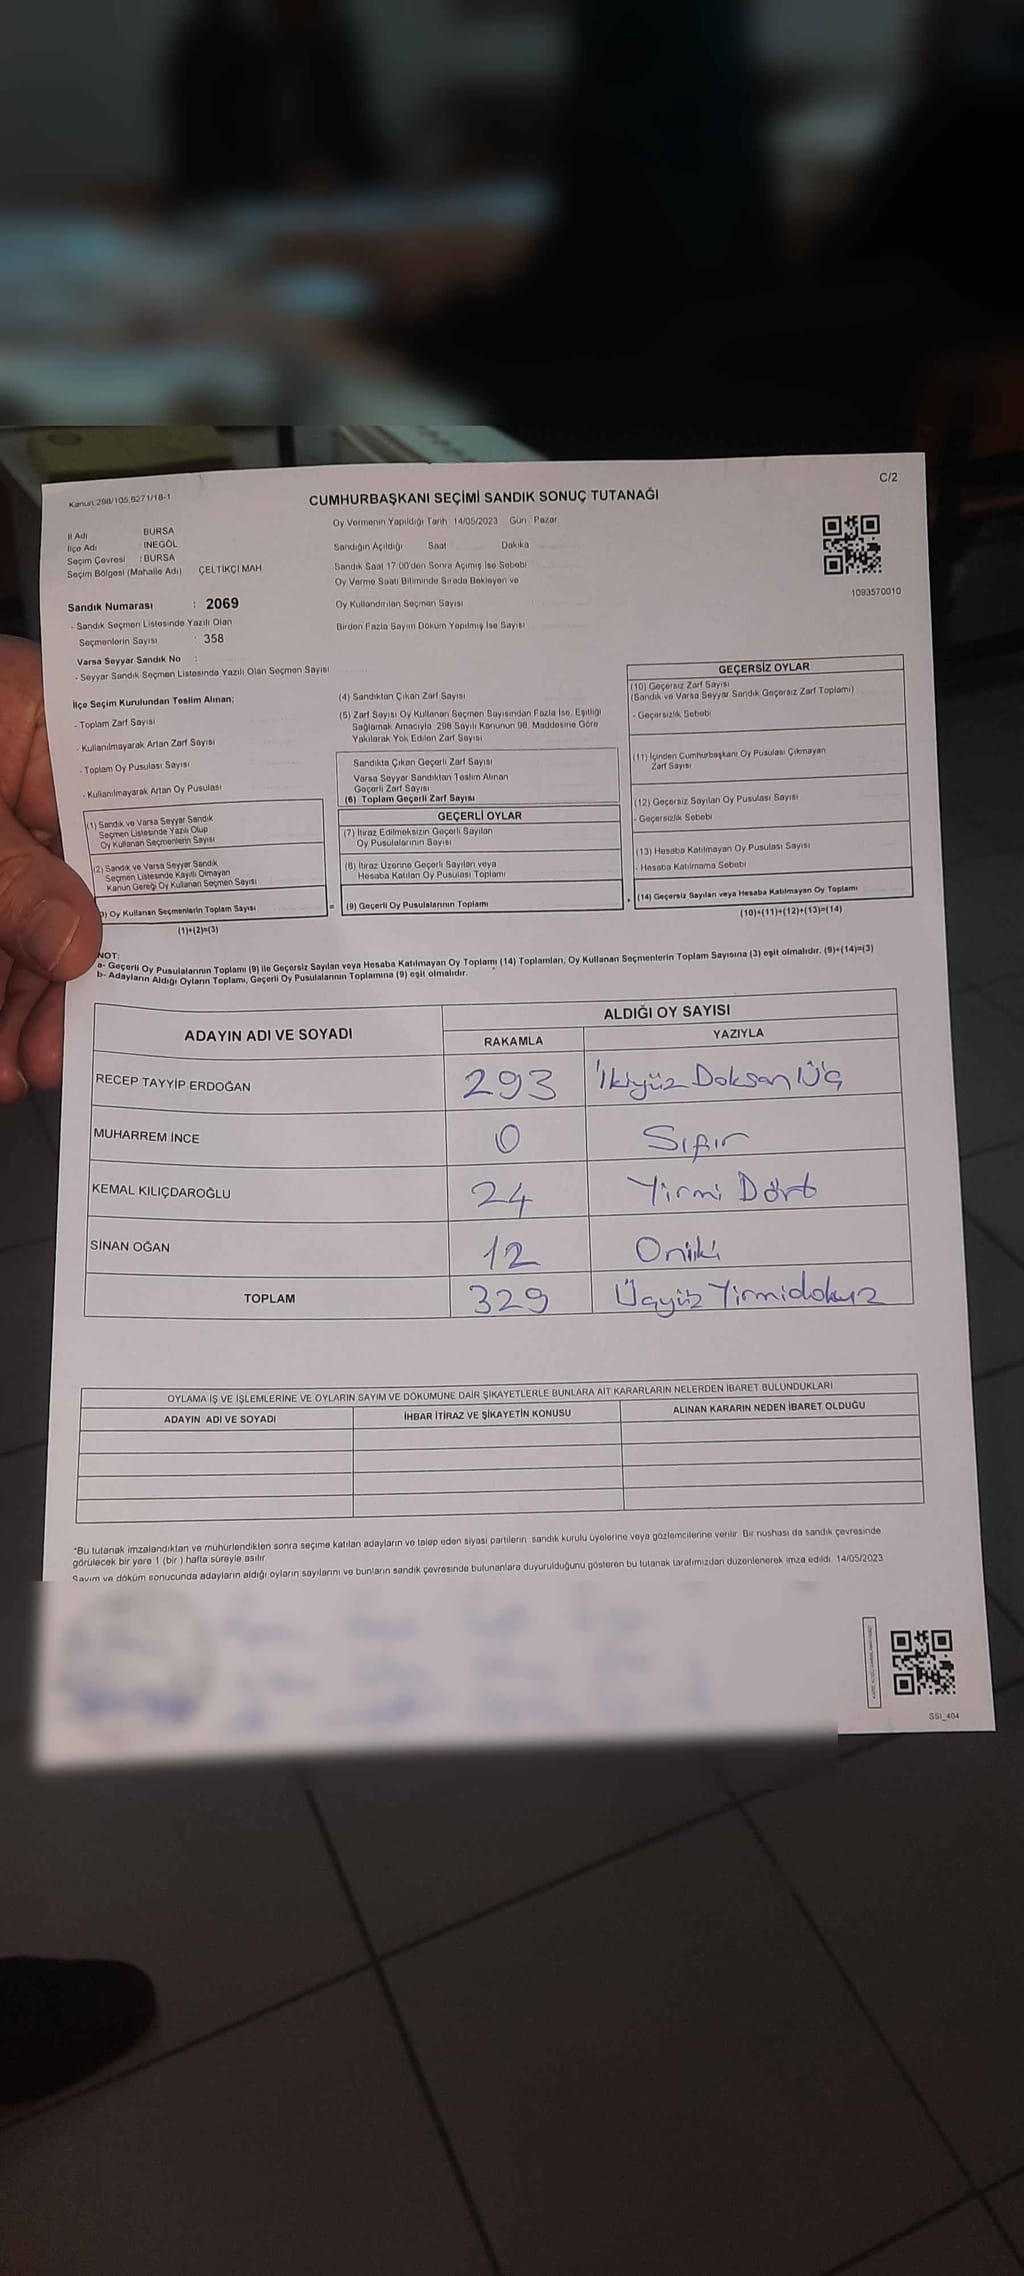 Kanun:298/105,6271/18-1
C/2
CUMHURBAŞKANI SEÇİMİ SANDIK SONUÇ TUTANAĞI
Oy Vermenin Yapıldığı Tarih 14/05/2023 Gün : Pazar
İl Adı BURSA
İlçe Adı : İNEGÖL
Seçim Çevresi : BURSA
Seçim Bölgesi (Mahalle Adı) ÇELTİKÇİ MAH.
Sandığın Açıldığı Saat Dakika
Sandık Saat 17:00'den Sonra Açımış İse Sebebi
Oy Verme Saati Bitiminde Sırada Bekleyen ve
Oy Kullandırılan Seçmen Sayısı
Birden Fazla Sayım Döküm Yapılmış İse Sayısı
1093570010
Sandık Numarası : 2069
- Sandık Seçmen Listesinde Yazılı Olan
Seçmenlerin Sayısı : 358
Varsa Seyyar Sandık No :
- Seyyar Sandık Seçmen Listesinde Yazılı Olan Seçmen Sayısı
İlçe Seçim Kurulundan Teslim Alınan;
- Toplam Zarf Sayısı
- Kullanılmayarak Artan Zarf Sayısı
- Toplam Oy Pusulası Sayısı
- Kullanılmayarak Artan Oy Pusulası
(1) Sandık ve Varsa Seyyar Sandık
Seçmen Listesinde Yazılı Olup
Oy Kullanan Seçmenlerin Sayısı
(2) Sandık ve Varsa Seyyar Sandık
Seçmen Listesinde Kayıtlı Olmayan
Kanun Gereği Oy Kullanan Seçmen Sayısı
) Oy Kullanan Seçmenlerin Toplam Sayısı
(1)+(2)=(3)
(4) Sandıktan Çıkan Zarf Sayısı
(5) Zarf Sayısı Oy Kullanan Seçmen Sayısından Fazla İse, Eşitliği
Sağlamak Amacıyla 298 Sayılı Kanunun 98. Maddesine Göre
Yakılarak Yok Edilen Zarf Sayısı
Sandıkta Çıkan Geçerli Zarf Sayısı
Varsa Seyyar Sandıktan Teslim Alınan
Geçerli Zarf Sayısı
(6) Toplam Geçerli Zarf Sayısı
GEÇERLİ OYLAR
(7) İtiraz Edilmeksizin Geçerli Sayılan
Oy Pusulalarının Sayısı
(8) İtiraz Üzerine Geçerli Sayılan veya
Hesaba Katılan Oy Pusulası Toplamı
= (9) Geçerli Oy Pusulalarının Toplamı +
GEÇERSİZ OYLAR
(10) Geçersiz Zarf Sayısı
(Sandık ve Varsa Seyyar Sandık Geçersiz Zarf Toplamı)
- Geçersizlik Sebebi
(11) İçinden Cumhurbaşkanı Oy Pusulası Çıkmayan
Zarf Sayısı
(12) Geçersiz Sayılan Oy Pusulası Sayısı
- Geçersizlik Sebebi
(13) Hesaba Katılmayan Oy Pusulası Sayısı
- Hesaba Katılmama Sebebi
(14) Geçersiz Sayılan veya Hesaba Katılmayan Oy Toplamı
(10)+(11)+(12)+(13)=(14)
NOT:
a- Geçerli Oy Pusulalarının Toplamı (9) ile Geçersiz Sayılan veya Hesaba Katılmayan Oy Toplamı (14) Toplamları, Oy Kullanan Seçmenlerin Toplam Sayısına (3) eşit olmalıdır. (9)+(14)=(3)
b- Adayların Aldığı Oyların Toplamı, Geçerli Oy Pusulalarının Toplamına (9) eşit olmalıdır.
ADAYIN ADI VE SOYADI ALDIĞI OY SAYISI
RAKAMLA YAZIYLA
RECEP TAYYİP ERDOĞAN 293 İkiyüz Doksan Üç
MUHARREM İNCE 0 Sıfır
KEMAL KILIÇDAROĞLU 24 Yirmi Dört
SİNAN OĞAN 12 Oniki
TOPLAM 329 Üçyüz Yirmidokuz
OYLAMA İŞ VE İŞLEMLERİNE VE OYLARIN SAYIM VE DÖKÜMÜNE DAİR ŞİKAYETLERLE BUNLARA AİT KARARLARIN NELERDEN İBARET BULUNDUKLARI
ADAYIN ADI VE SOYADI İHBAR İTİRAZ VE ŞİKAYETİN KONUSU ALINAN KARARIN NEDEN İBARET OLDUĞU
*Bu tutanak imzalandıktan ve mühürlendikten sonra seçime katılan adayların ve talep eden siyasi partilerin sandık kurulu üyelerine veya gözlemcilerine verilir. Bir nüshası da sandık çevresinde
görülecek bir yere 1 (bir ) hafta süreyle asılır.
Sayım ve döküm sonucunda adayların aldığı oyların sayılarını ve bunların sandık çevresinde bulunanlara duyurulduğunu gösteren bu tutanak tarafımızdan düzenlenerek imza edildi. 14/05/2023
SSI_404